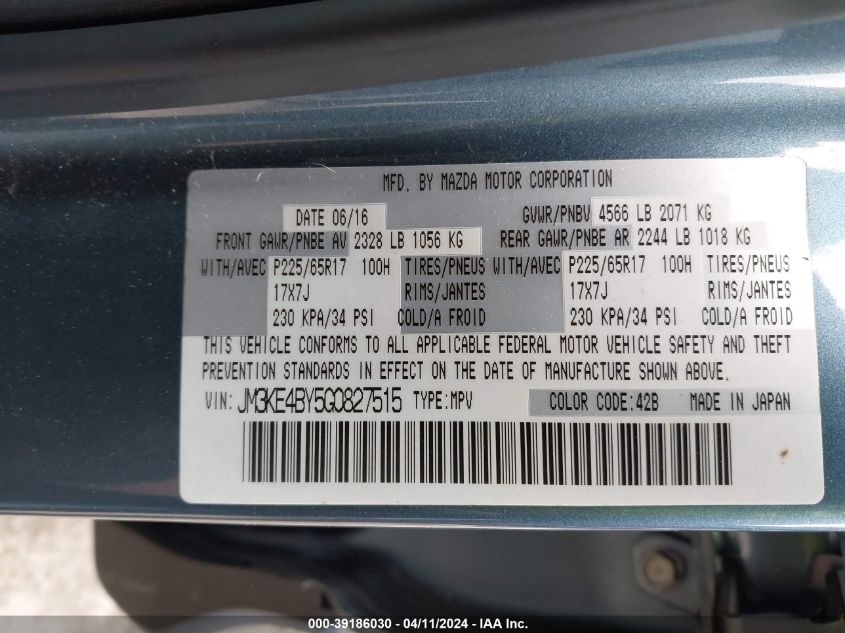 MFD. BY MAZDA MOTOR CORPORATION
DATE 06/16 GVWR/PNBV 4566 LB 2071 KG
FRONT GAWR/PNBE AV 2328 LB 1056 KG REAR GAWR/PNBE AR 2244 LB 1018 KG
WITH/AVEC P225/65R17 100H TIRES/PNEUS WITH/AVEC P225/65R17 100H TIRES/PNEUS
17X7J RIMS/JANTES 17X7J RIMS/JANTES
230 KPA/34 PSI COLD/A FROID 230 KPA/34 PSI COLD/A FROID
THIS VEHICLE CONFORMS TO ALL APPLICABLE FEDERAL MOTOR VEHICLE SAFETY AND THEFT
PREVENTION STANDARDS IN EFFECT ON THE DATE OF MANUFACTURE SHOWN ABOVE.
VIN: JM3KE4BY5G0827515 TYPE:MPV COLOR CODE:42B MADE IN JAPAN
000-39186030 - 04/11/2024 - IAA Inc.